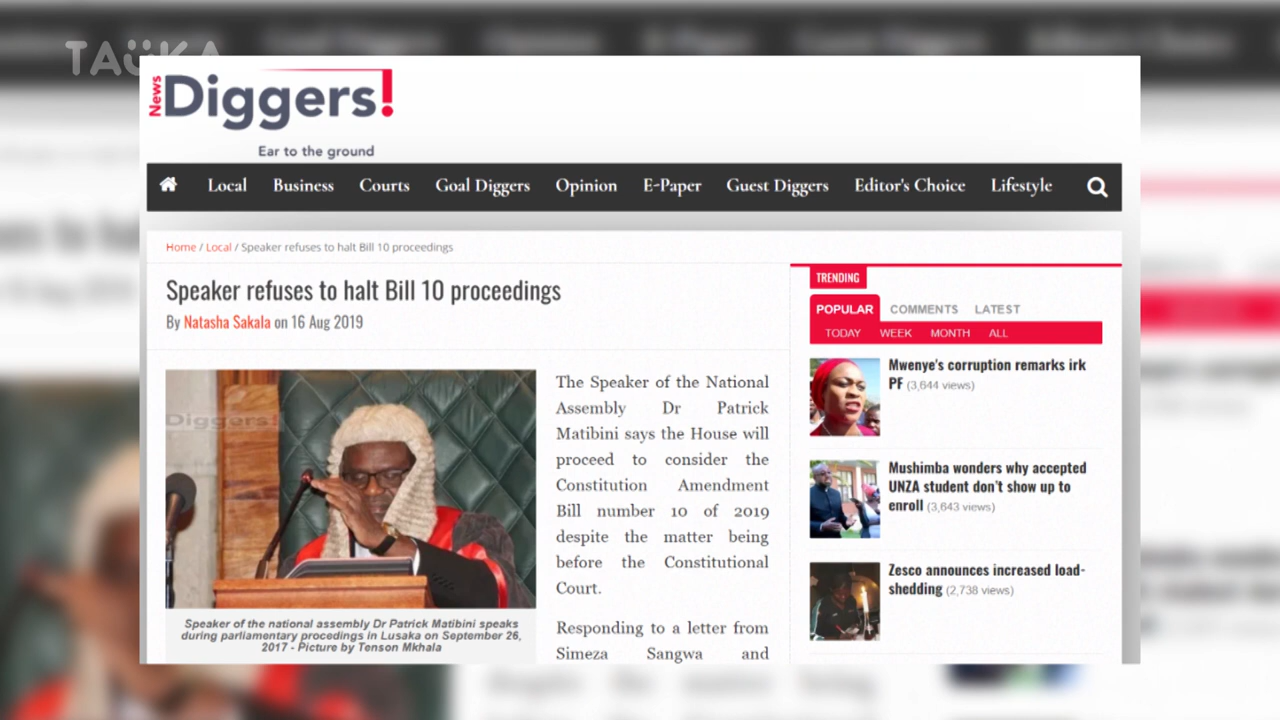 TAÜKA
News
Diggers!
Ear to the ground
Local Business Courts Goal Diggers Opinion E-Paper Guest Diggers Editor's Choice Lifestyle
Home / Local / Speaker refuses to halt Bill 10 proceedings
Speaker refuses to halt Bill 10 proceedings
By Natasha Sakala on 16 Aug 2019
Diggers!
Speaker of the national assembly Dr Patrick Matibini speaks
during parliamentary procedings in Lusaka on September 26,
2017 - Picture by Tenson Mkhala
The Speaker of the National
Assembly Dr Patrick
Matibini says the House will
proceed to consider the
Constitution Amendment
Bill number 10 of 2019
despite the matter being
before the Constitutional
Court.
Responding to a letter from
Simeza Sangwa and
TRENDING
POPULAR COMMENTS LATEST
TODAY WEEK MONTH ALL
Mwenye's corruption remarks irk
PF (3,644 views)
Mushimba wonders why accepted
UNZA student don't show up to
enroll (3,643 views)
Zesco announces increased load-
shedding (2,738 views)